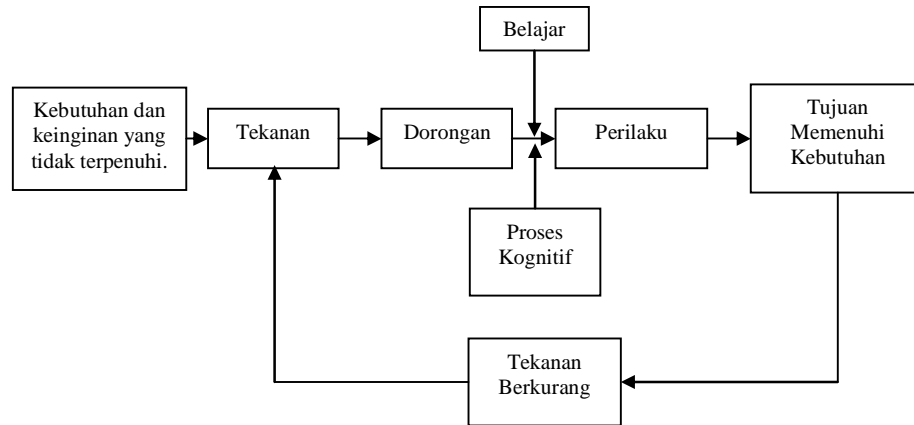 Belajar
Kebutuhan dan
keinginan yang
tidak terpenuhi.
Tekanan
Dorongan
Perilaku
Tujuan
Memenuhi
Kebutuhan
Proses
Kognitif
Tekanan
Berkurang